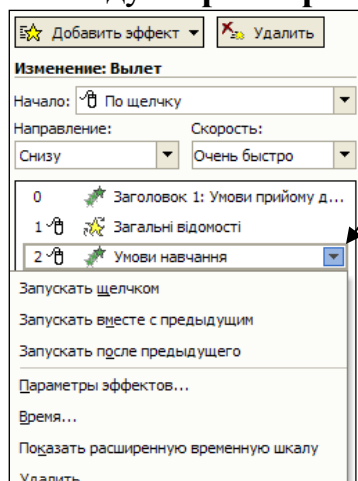 Добавить эффект Удалить
Изменение: Вылет
Начало: По щелчку
Направление: Скорость:
Снизу Очень быстро
0 Заголовок 1: Умови прийому д...
1 Загальні відомості
2 Умови навчання
Запускать щелчком
Запускать вместе с предыдущим
Запускать после предыдущего
Параметры эффектов...
Время...
Показать расширенную временную шкалу
Удалить